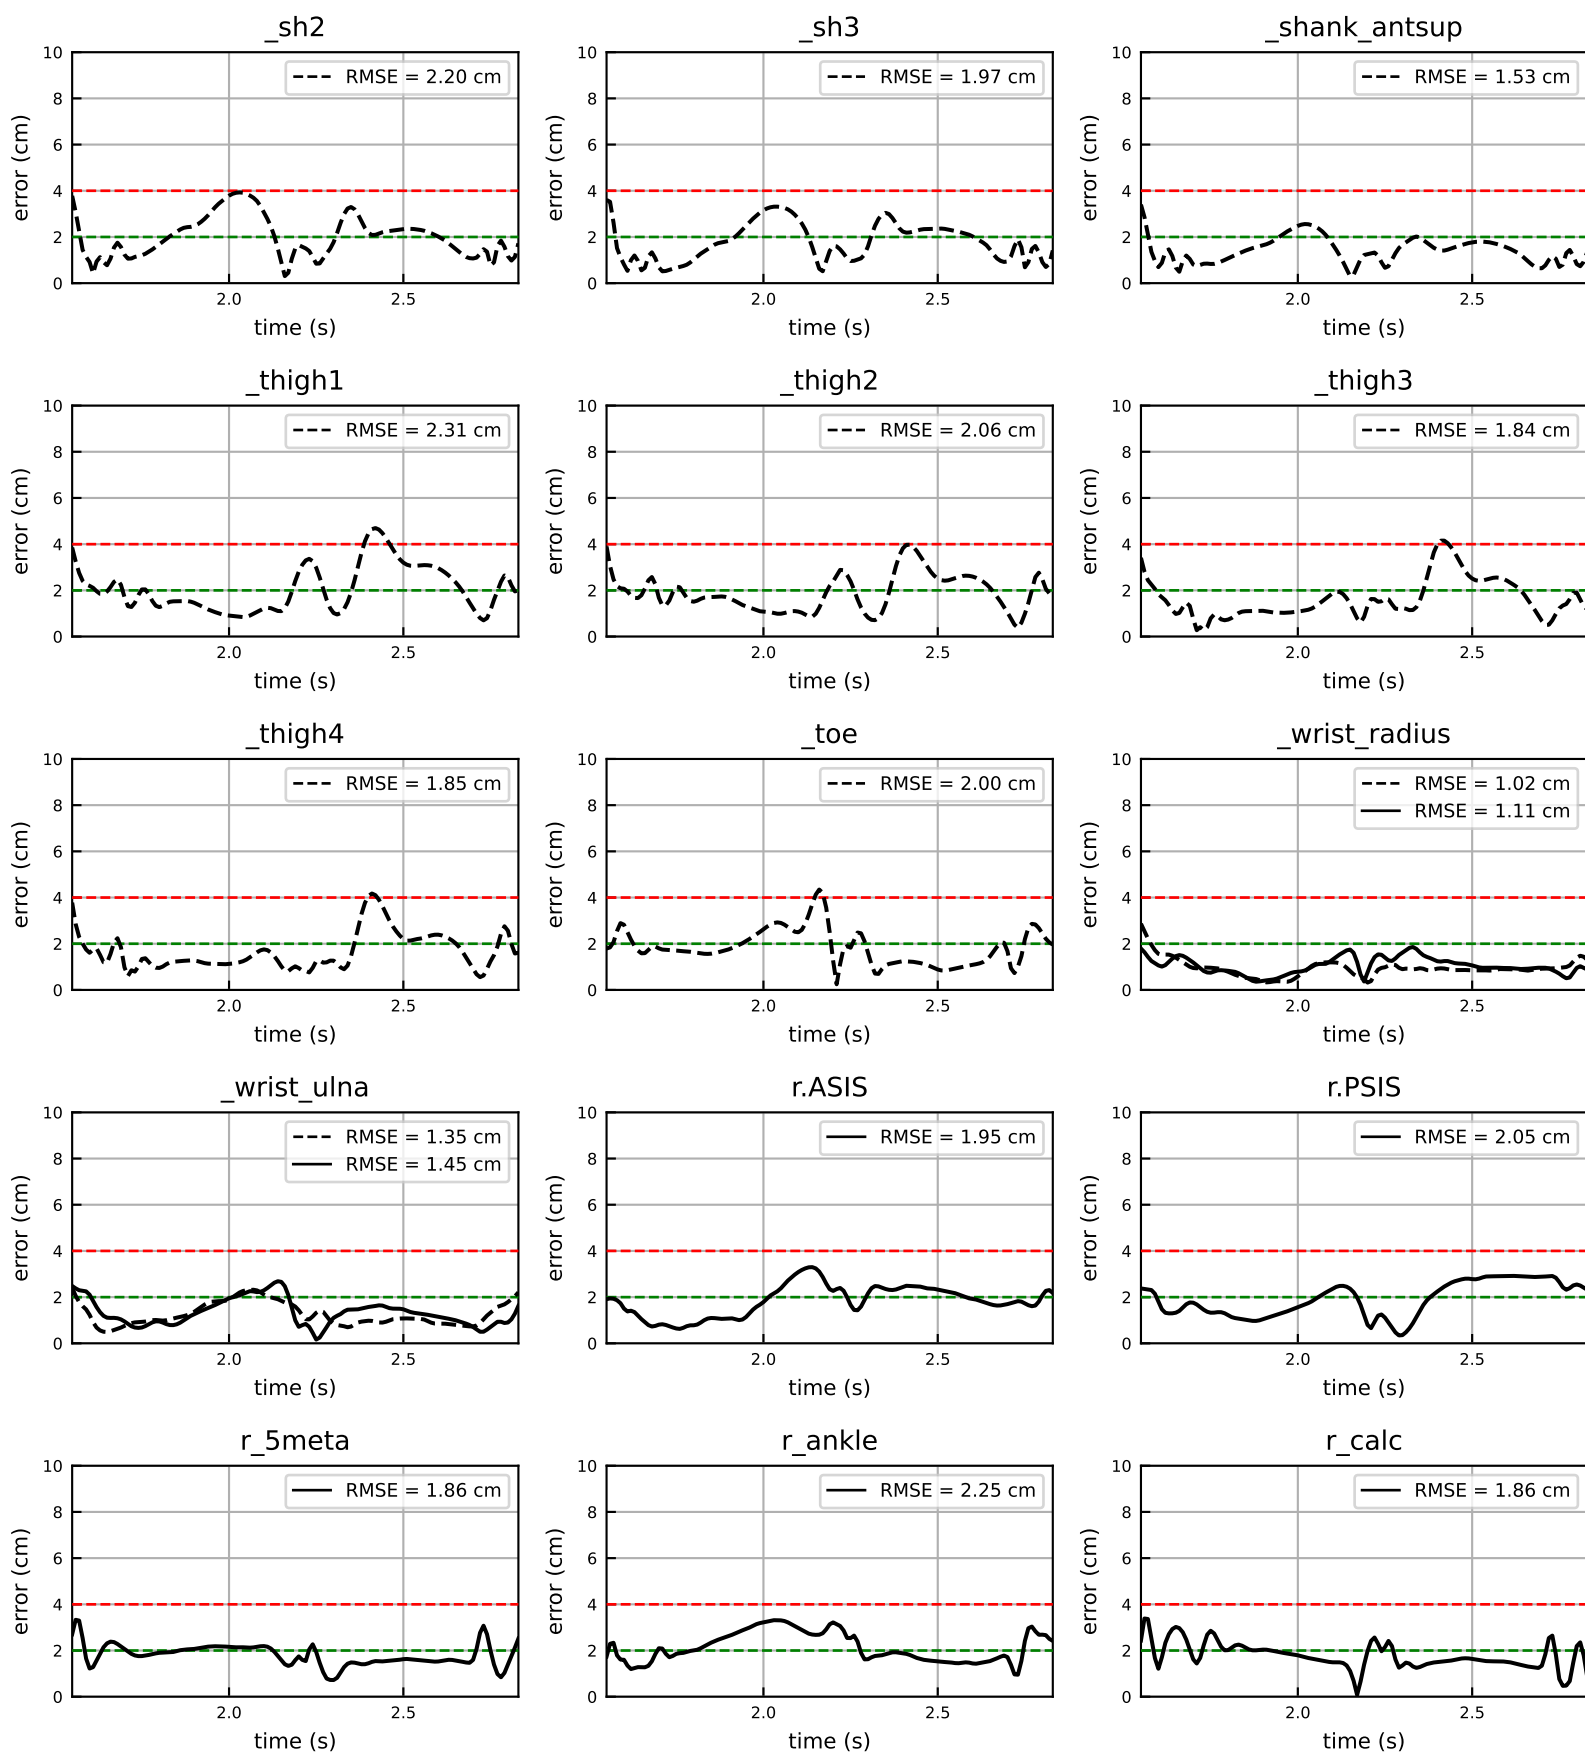 _sh2
10
8
6
4
2
0
error (cm)
RMSE = 2.20 cm
2.0
2.5
time (s)
_sh3
10
8
6
4
2
0
error (cm)
RMSE = 1.97 cm
2.0
2.5
time (s)
_shank_antsup
10
8
6
4
2
0
error (cm)
RMSE = 1.53 cm
2.0
2.5
time (s)
_thigh1
10
8
6
4
2
0
error (cm)
RMSE = 2.31 cm
2.0
2.5
time (s)
_thigh2
10
8
6
4
2
0
error (cm)
RMSE = 2.06 cm
2.0
2.5
time (s)
_thigh3
10
8
6
4
2
0
error (cm)
RMSE = 1.84 cm
2.0
2.5
time (s)
_thigh4
10
8
6
4
2
0
error (cm)
RMSE = 1.85 cm
2.0
2.5
time (s)
_toe
10
8
6
4
2
0
error (cm)
RMSE = 2.00 cm
2.0
2.5
time (s)
_wrist_radius
10
8
6
4
2
0
error (cm)
RMSE = 1.02 cm
RMSE = 1.11 cm
2.0
2.5
time (s)
_wrist_ulna
10
8
6
4
2
0
error (cm)
RMSE = 1.35 cm
RMSE = 1.45 cm
2.0
2.5
time (s)
r.ASIS
10
8
6
4
2
0
error (cm)
RMSE = 1.95 cm
2.0
2.5
time (s)
r.PSIS
10
8
6
4
2
0
error (cm)
RMSE = 2.05 cm
2.0
2.5
time (s)
r_5meta
10
8
6
4
2
0
error (cm)
RMSE = 1.86 cm
2.0
2.5
time (s)
r_ankle
10
8
6
4
2
0
error (cm)
RMSE = 2.25 cm
2.0
2.5
time (s)
r_calc
10
8
6
4
2
0
error (cm)
RMSE = 1.86 cm
2.0
2.5
time (s)